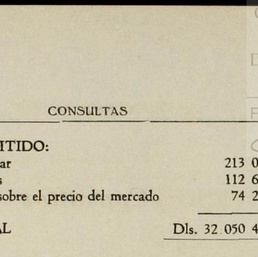 CONSULTAS
ITIDO:
ar 213 0
s 112 6
sobre el precio del mercado 74 2
AL Dls. 32 050 4